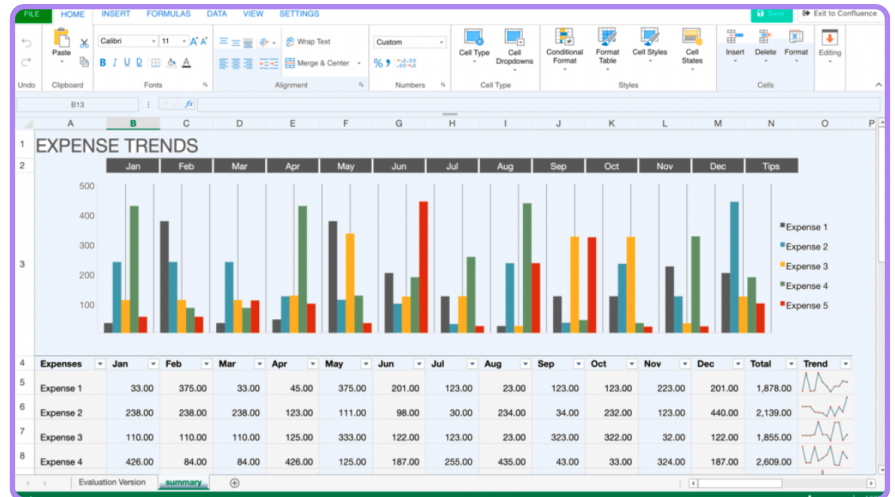 FILE HOME INSERT FORMULAS DATA VIEW SETTINGS Save Exit to Confluence
Calibri 11 A A Wrap Text Custom
Paste B I U D A Merge & Center % Cell Type Cell Dropdowns Conditional Format Format Table Cell Styles Cell States Insert Delete Format Editing
Undo Clipboard Fonts Alignment Numbers Cell Type Styles Cells
B13 fx
A B C D E F G H I J K L M N O P
1 EXPENSE TRENDS
2 Jan Feb Mar Apr May Jun Jul Aug Sep Oct Nov Dec Tips
500
400
Expense 1
300
Expense 2
3
Expense 3
200
Expense 4
100
Expense 5
4 Expenses Jan Feb Mar Apr May Jun Jul Aug Sep Oct Nov Dec Total Trend
5 Expense 1 33.00 375.00 33.00 45.00 375.00 201.00 123.00 23.00 123.00 123.00 223.00 201.00 1,878.00
6 Expense 2 238.00 238.00 238.00 123.00 111.00 98.00 30.00 234.00 34.00 232.00 123.00 440.00 2,139.00
7 Expense 3 110.00 110.00 110.00 125.00 333.00 122.00 123.00 23.00 323.00 322.00 32.00 122.00 1,855.00
8 Expense 4 426.00 84.00 84.00 426.00 125.00 187.00 255.00 435.00 43.00 33.00 324.00 187.00 2,609.00
Evaluation Version summary